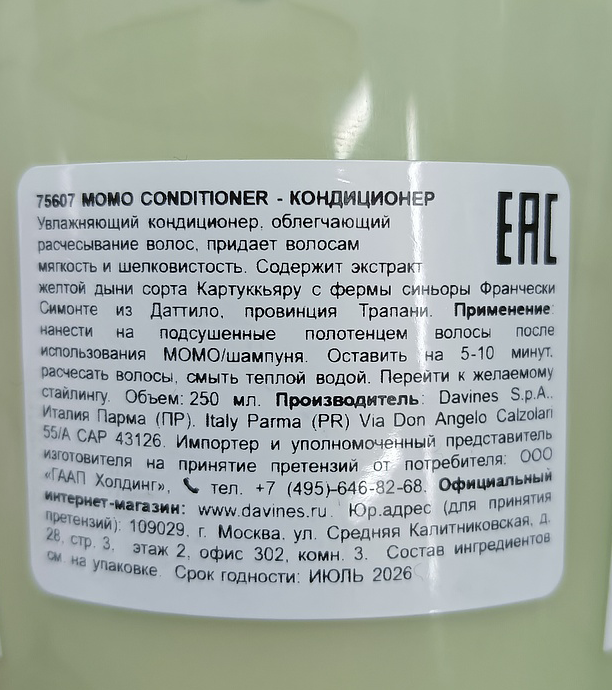 75607 MOMO CONDITIONER - КОНДИЦИОНЕР
Увлажняющий кондиционер, облегчающий
расчесывание волос, придает волосам
мягкость и шелковистость. Содержит экстракт
желтой дыни сорта Картуккьяру с фермы синьоры Франчески
Симонте из Даттило, провинция Трапани. Применение:
нанести на подсушенные полотенцем волосы после
использования МОМО/шампуня. Оставить на 5-10 минут,
расчесать волосы, смыть теплой водой. Перейти к желаемому
стайлингу. Объем: 250 мл. Производитель: Davines S.p.A.,
Италия Парма (ПР). Italy Parma (PR) Via Don Angelo Calzolari
55/A CAP 43126. Импортер и уполномоченный представитель
изготовителя на принятие претензий от потребителя: ООО
«ГААП Холдинг», тел. +7 (495)-646-82-68. Официальный
интернет-магазин: www.davines.ru. Юр.адрес (для принятия
претензий): 109029, г. Москва, ул. Средняя Калитниковская, д.
28, стр. 3, этаж 2, офис 302, комн. 3. Состав ингредиентов
см. на упаковке. Срок годности: ИЮЛЬ 2026
EAC